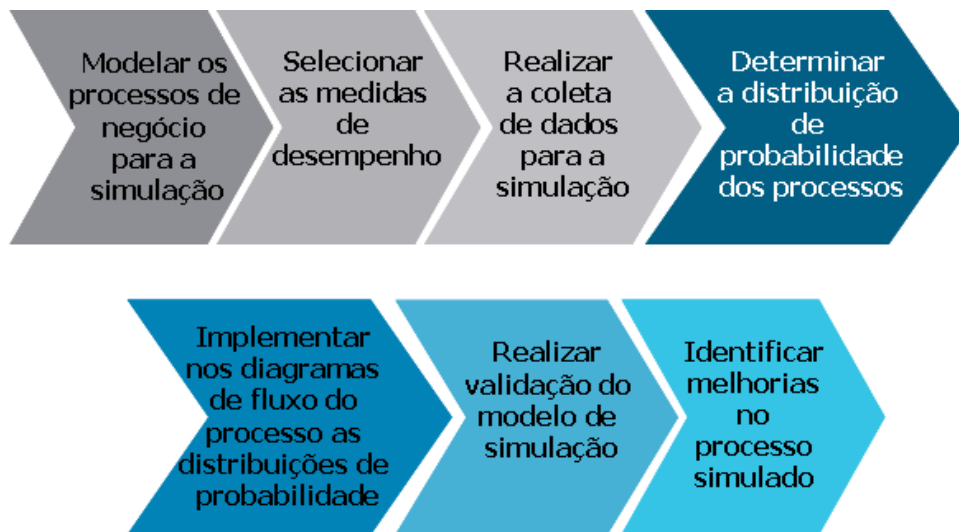 Modelar os
processos de
negócio
para a
simulação
Selecionar
as medidas
de
desempenho
Realizar
a coleta
de dados
para a
simulação
Determinar
a distribuição
de
probabilidade
dos processos
Implementar
nos diagramas
de fluxo do
processo as
distribuições de
probabilidade
Realizar
validação do
modelo de
simulação
Identificar
melhorias
no
processo
simulado